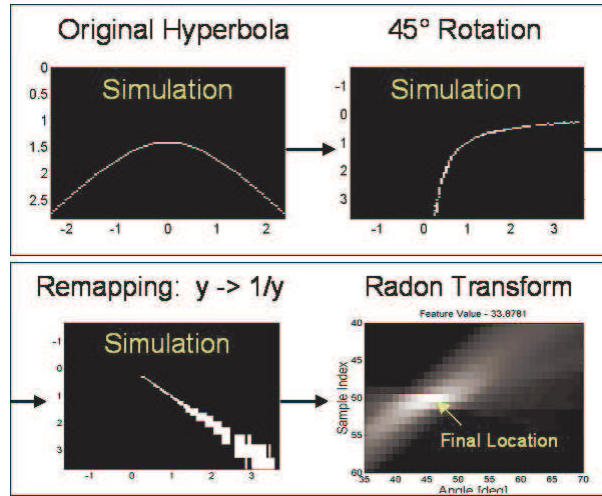 Original Hyperbola
45° Rotation
Simulation
0
0.5
1
1.5
2
2.5
-2 -1 0 1 2
Simulation
-1
0
1
2
3
-1 0 1 2 3
Remapping: y -> 1/y
Radon Transform
Simulation
-1
0
1
2
3
-1 0 1 2 3
Feature Value - 33.8781
Sample Index
40
45
50
55
60
Final Location
35 40 45 50 55 60 65 70
Angle [deg]